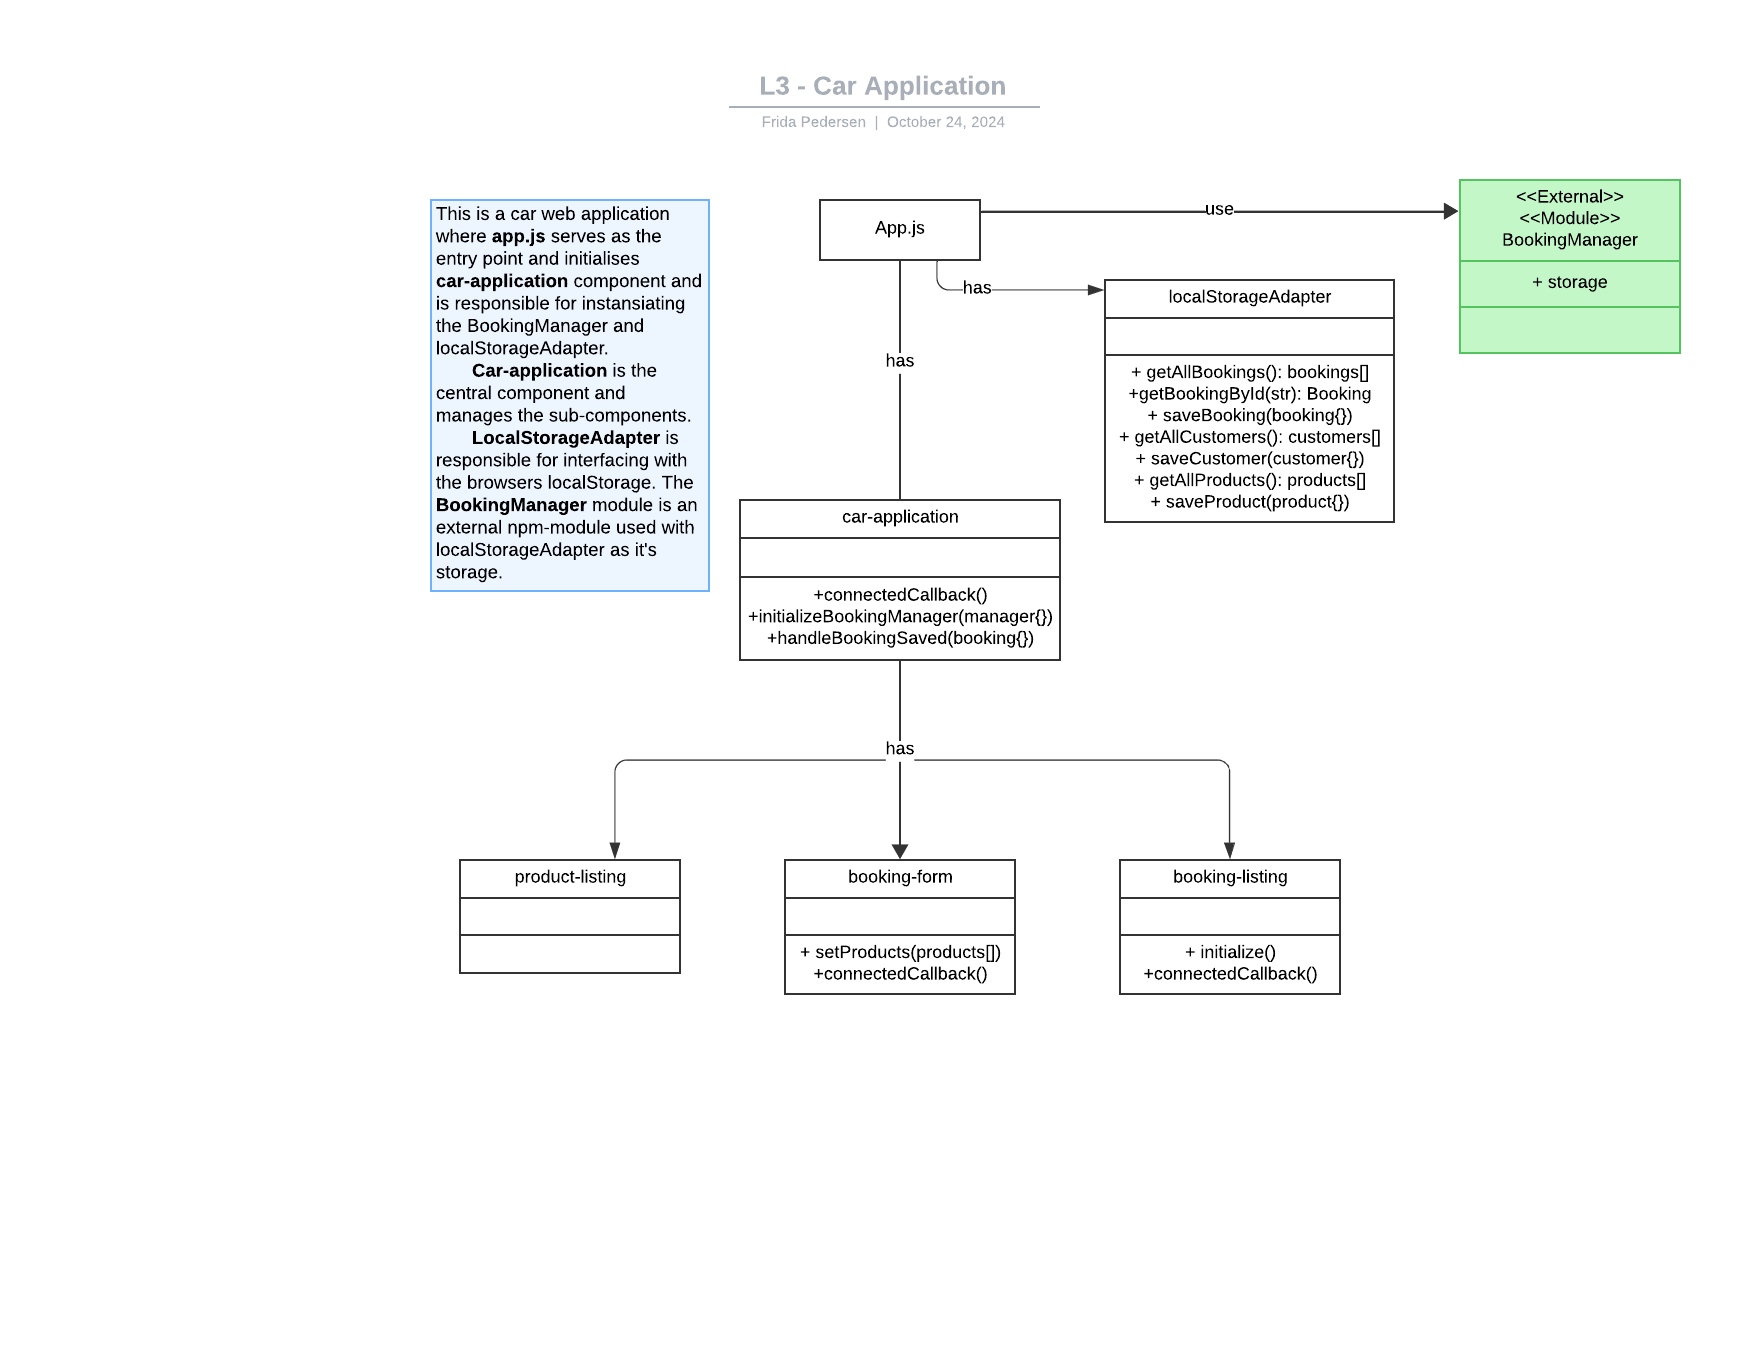 L3 - Car Application
Frida Pedersen | October 24, 2024
This is a car web application
where app.js serves as the
entry point and initialises
car-application component and
is responsible for instansiating
the BookingManager and
localStorageAdapter.
Car-application is the
central component and
manages the sub-components.
LocalStorageAdapter is
responsible for interfacing with
the browsers localStorage. The
BookingManager module is an
external npm-module used with
localStorageAdapter as it's
storage.
App.js
use
<<External>>
<<Module>>
BookingManager
+ storage
has
localStorageAdapter
+ getAllBookings(): bookings[]
+getBookingById(str): Booking
+ saveBooking(booking{})
+ getAllCustomers(): customers[]
+ saveCustomer(customer{})
+ getAllProducts(): products[]
+ saveProduct(product{})
has
car-application
+connectedCallback()
+initializeBookingManager(manager{})
+handleBookingSaved(booking{})
has
product-listing
booking-form
+ setProducts(products[])
+connectedCallback()
booking-listing
+ initialize()
+connectedCallback()